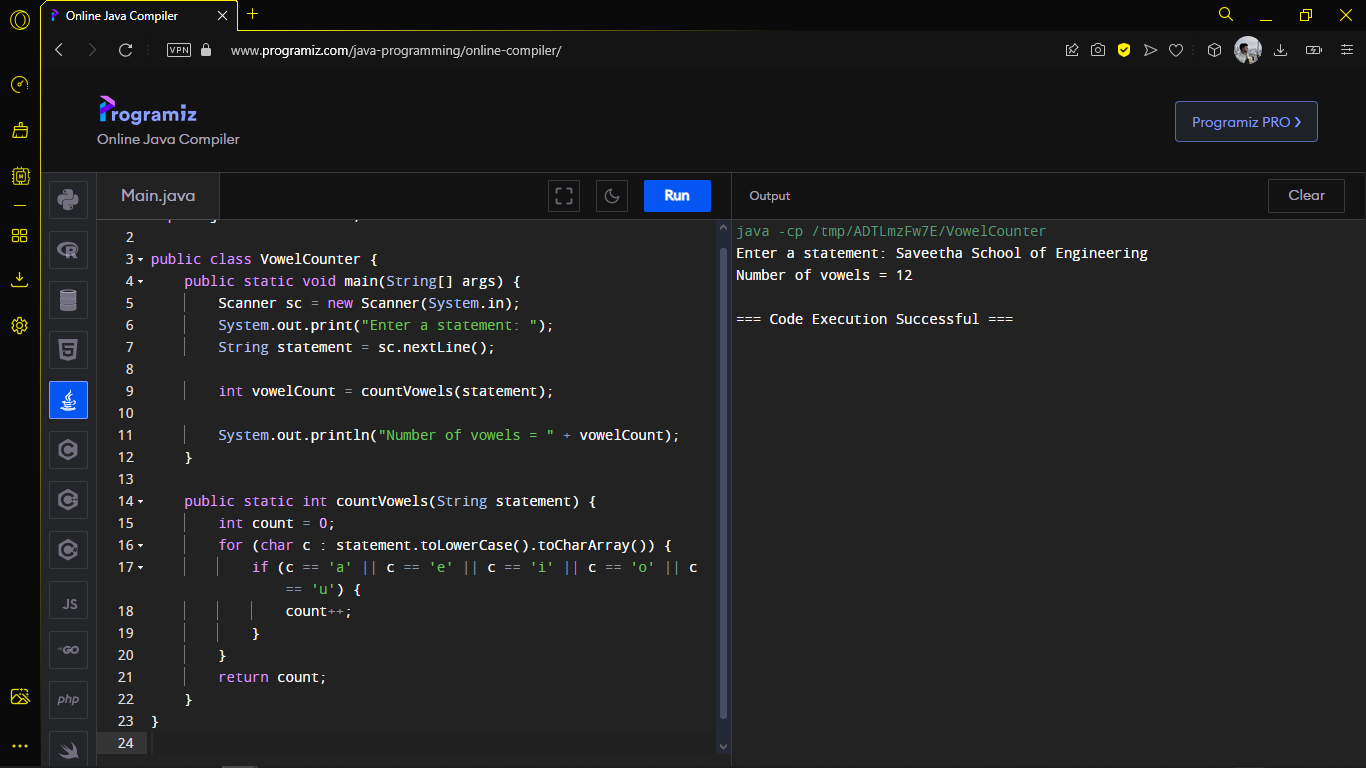 Online Java Compiler
VPN
www.programiz.com/java-programming/online-compiler/
Programiz
Online Java Compiler
Programiz PRO
Main.java
Run
Output
Clear
2
3 public class VowelCounter {
4 public static void main(String[] args) {
5 Scanner sc = new Scanner(System.in);
6 System.out.print("Enter a statement: ");
7 String statement = sc.nextLine();
8
9 int vowelCount = countVowels(statement);
10
11 System.out.println("Number of vowels = " + vowelCount);
12 }
13
14 public static int countVowels(String statement) {
15 int count = 0;
16 for (char c : statement.toLowerCase().toCharArray()) {
17 if (c == 'a' || c == 'e' || c == 'i' || c == 'o' || c
== 'u') {
18 count++;
19 }
20 }
21 return count;
22 }
23 }
24
java -cp /tmp/ADTLmzFw7E/VowelCounter
Enter a statement: Saveetha School of Engineering
Number of vowels = 12
=== Code Execution Successful ===
JS
GO
php